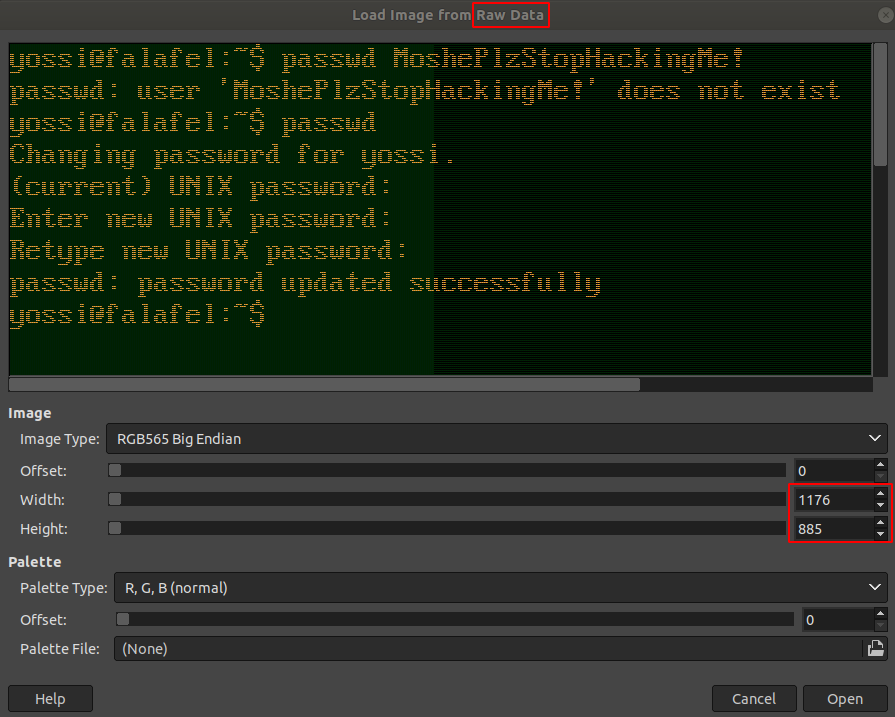 Load Image from Raw Data
yossi@falafel:~$ passwd MoshePlzStopHackingMe!
passwd: user 'MoshePlzStopHackingMe!' does not exist
yossi@falafel:~$ passwd
Changing password for yossi.
(current) UNIX password:
Enter new UNIX password:
Retype new UNIX password:
passwd: password updated successfully
yossi@falafel:~$
Image
Image Type: RGB565 Big Endian
Offset: 0
Width: 1176
Height: 885
Palette
Palette Type: R, G, B (normal)
Offset: 0
Palette File: (None)
Help Cancel Open